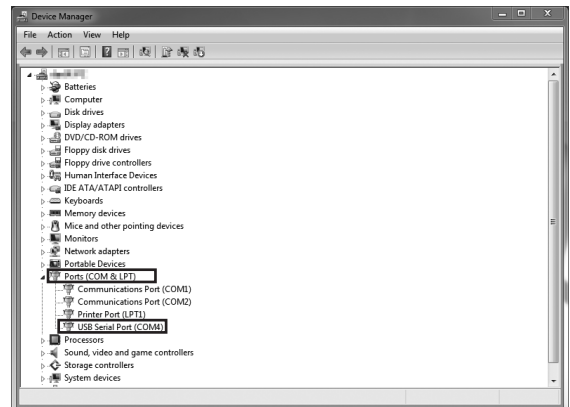 Device Manager
File Action View Help
Batteries
Computer
Disk drives
Display adapters
DVD/CD-ROM drives
Floppy disk drives
Floppy drive controllers
Human Interface Devices
IDE ATA/ATAPI controllers
Keyboards
Memory devices
Mice and other pointing devices
Monitors
Network adapters
Portable Devices
Ports (COM & LPT)
Communications Port (COM1)
Communications Port (COM2)
Printer Port (LPT1)
USB Serial Port (COM4)
Processors
Sound, video and game controllers
Storage controllers
System devices